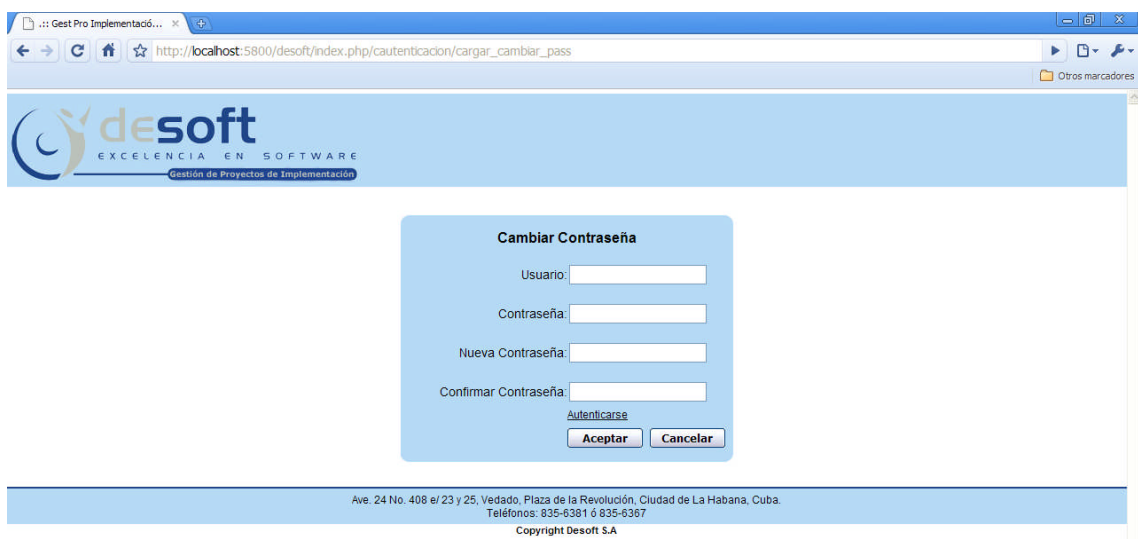 .:: Gest Pro Implementació...
http://localhost:5800/desoft/index.php/cautenticacion/cargar_cambiar_pass
Otros marcadores
desoft
EXCELENCIA EN SOFTWARE
Gestión de Proyectos de Implementación
Cambiar Contraseña
Usuario:
Contraseña:
Nueva Contraseña:
Confirmar Contraseña:
Autenticarse
Aceptar Cancelar
Ave. 24 No. 408 e/ 23 y 25, Vedado, Plaza de la Revolución, Ciudad de La Habana, Cuba.
Teléfonos: 835-6381 ó 835-6367
Copyright Desoft S.A